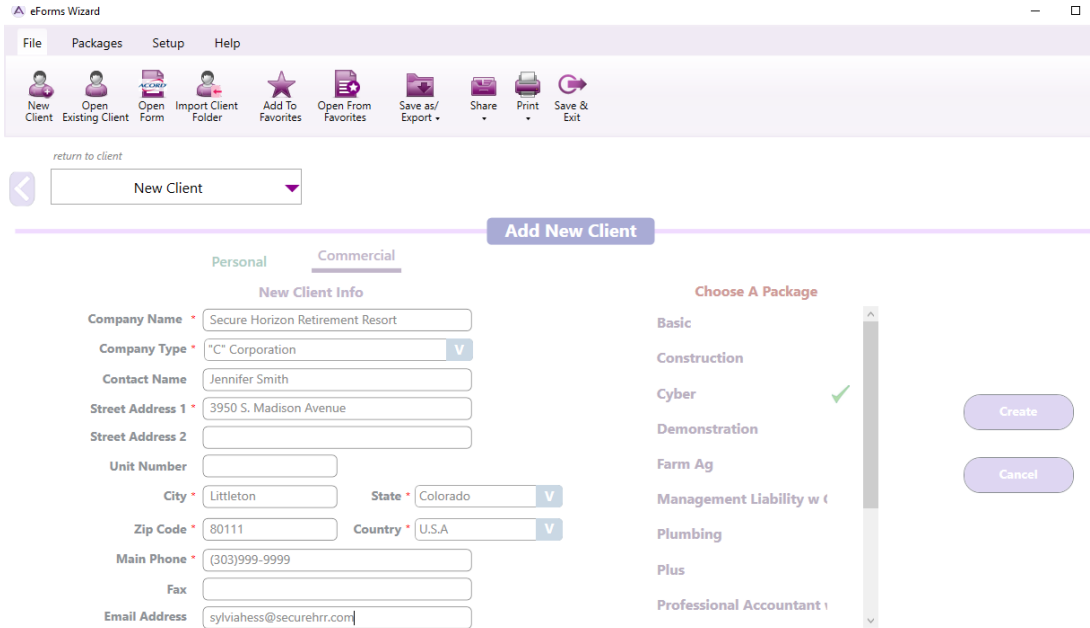 eForms Wizard
File Packages Setup Help
New Client
Open Existing Client
ACORD
Open Form
Import Client Folder
Add To Favorites
Open From Favorites
Save as/ Export
Share
Print
Save & Exit
return to client
New Client
Add New Client
Personal Commercial
New Client Info
Company Name * Secure Horizon Retirement Resort
Company Type * "C" Corporation V
Contact Name Jennifer Smith
Street Address 1 * 3950 S. Madison Avenue
Street Address 2
Unit Number
City * Littleton State * Colorado V
Zip Code * 80111 Country * U.S.A V
Main Phone * (303)999-9999
Fax
Email Address sylviahess@securehrr.com
Choose A Package
Basic
Construction
Cyber
Demonstration
Farm Ag
Management Liability w
Plumbing
Plus
Professional Accountant
Create
Cancel